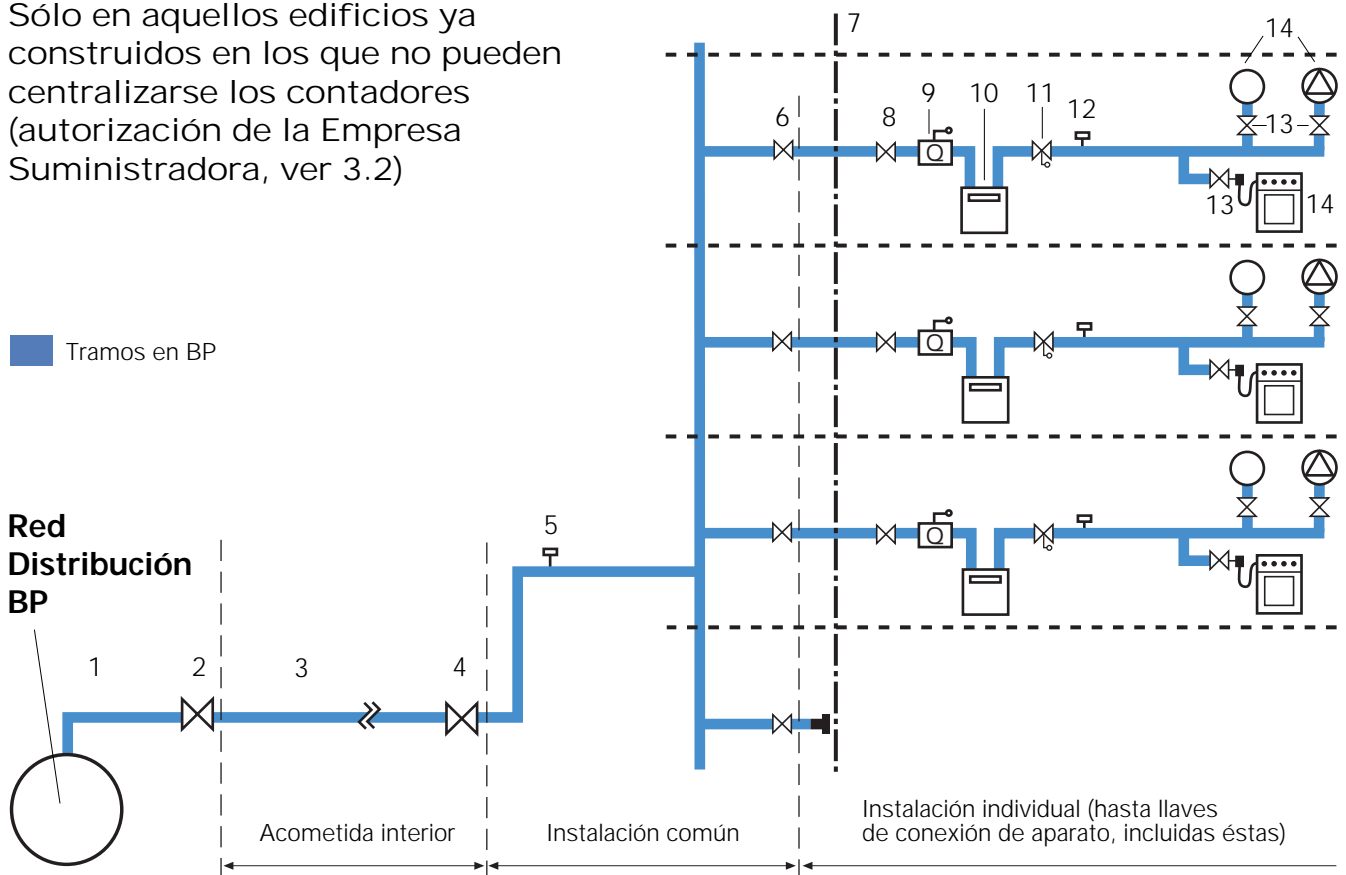 Sólo en aquellos edificios ya
construidos en los que no pueden
centralizarse los contadores
(autorización de la Empresa
Suministradora, ver 3.2)
7
14
6
8
9
10
11
12
13
Q
13
14
Tramos en BP
Q
Q
Red
Distribución
BP
5
1
2
3
4
Acometida interior
Instalación común
Instalación individual (hasta llaves
de conexión de aparato, incluidas éstas)